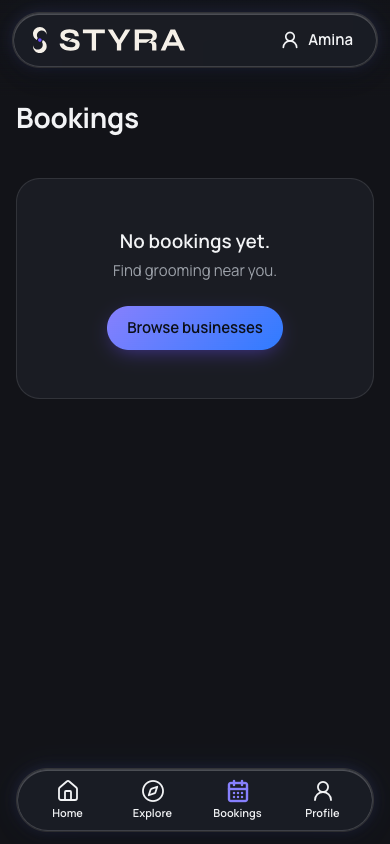 STYRA
Amina
Bookings
No bookings yet.
Find grooming near you.
Browse businesses
Home
Explore
Bookings
Profile